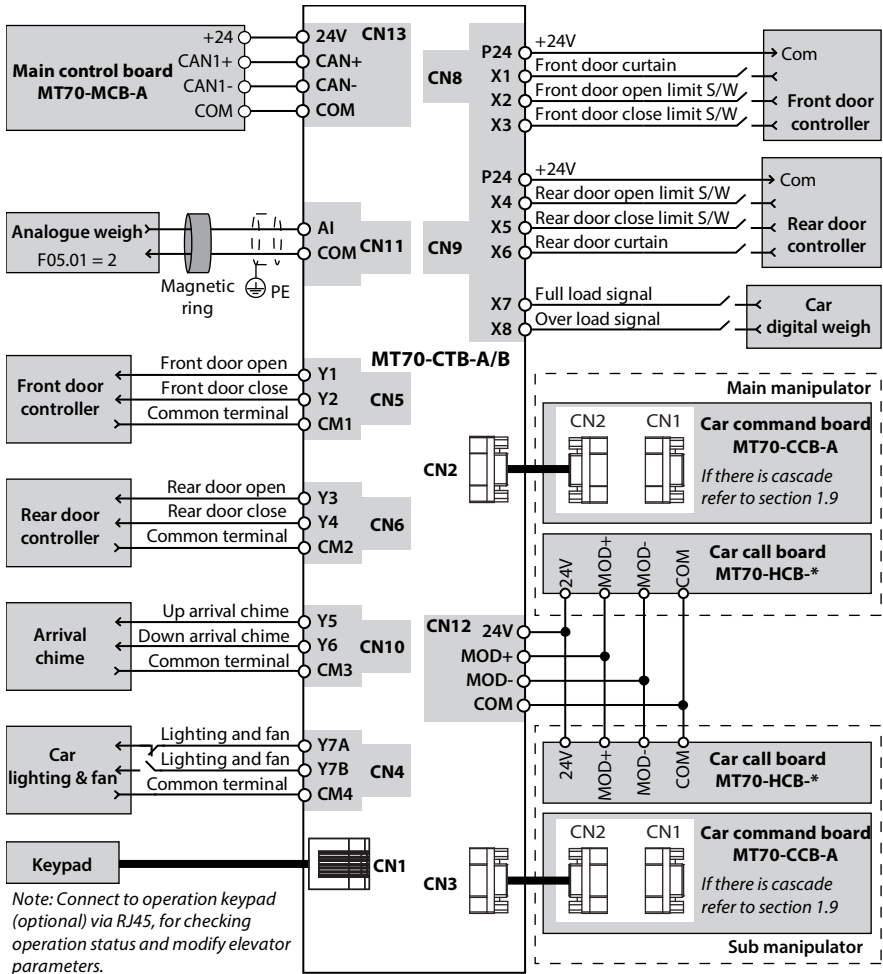 Main control board
MT70-MCB-A
+24
CAN1+
CAN1-
COM
24V
CAN+
CAN-
COM
CN13
Analogue weigh
F05.01 = 2
Magnetic
ring
PE
AI
COM
CN11
Front door
controller
Front door open
Front door close
Common terminal
Y1
Y2
CM1
CN5
Rear door
controller
Rear door open
Rear door close
Common terminal
Y3
Y4
CM2
CN6
Arrival
chime
Up arrival chime
Down arrival chime
Common terminal
Y5
Y6
CM3
CN10
Car
lighting & fan
Lighting and fan
Lighting and fan
Common terminal
Y7A
Y7B
CM4
CN4
Keypad
CN1
Note: Connect to operation keypad
(optional) via RJ45, for checking
operation status and modify elevator
parameters.
MT70-CTB-A/B
CN8
P24
X1
X2
X3
+24V
Front door curtain
Front door open limit S/W
Front door close limit S/W
Com
Front door
controller
CN9
P24
X4
X5
X6
+24V
Rear door open limit S/W
Rear door close limit S/W
Rear door curtain
Com
Rear door
controller
X7
X8
Full load signal
Over load signal
Car
digital weigh
Main manipulator
CN2
CN2
CN1
Car command board
MT70-CCB-A
If there is cascade
refer to section 1.9
24V
MOD+
MOD-
COM
Car call board
MT70-HCB-*
CN12
24V
MOD+
MOD-
COM
24V
MOD+
MOD-
COM
Car call board
MT70-HCB-*
CN3
CN2
CN1
Car command board
MT70-CCB-A
If there is cascade
refer to section 1.9
Sub manipulator